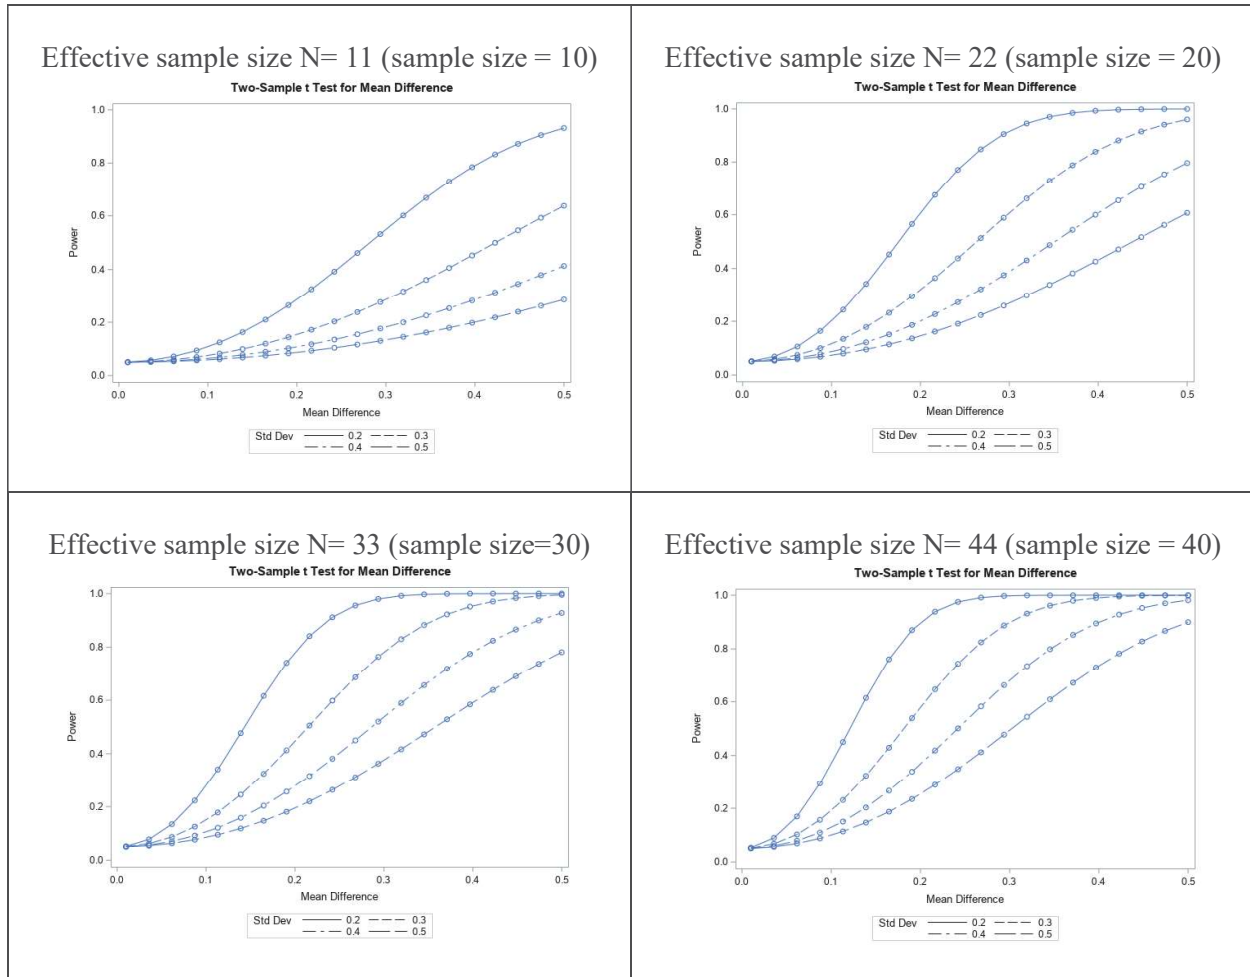 Effective sample size N= 11 (sample size = 10)
Two-Sample t Test for Mean Difference
1.0
0.8
0.6
0.4
0.2
0.0
Power
0.0 0.1 0.2 0.3 0.4 0.5
Mean Difference
Std Dev 0.2 0.3
0.4 0.5
Effective sample size N= 22 (sample size = 20)
Two-Sample t Test for Mean Difference
1.0
0.8
0.6
0.4
0.2
0.0
Power
0.0 0.1 0.2 0.3 0.4 0.5
Mean Difference
Std Dev 0.2 0.3
0.4 0.5
Effective sample size N= 33 (sample size=30)
Two-Sample t Test for Mean Difference
1.0
0.8
0.6
0.4
0.2
0.0
Power
0.0 0.1 0.2 0.3 0.4 0.5
Mean Difference
Std Dev 0.2 0.3
0.4 0.5
Effective sample size N= 44 (sample size = 40)
Two-Sample t Test for Mean Difference
1.0
0.8
0.6
0.4
0.2
0.0
Power
0.0 0.1 0.2 0.3 0.4 0.5
Mean Difference
Std Dev 0.2 0.3
0.4 0.5